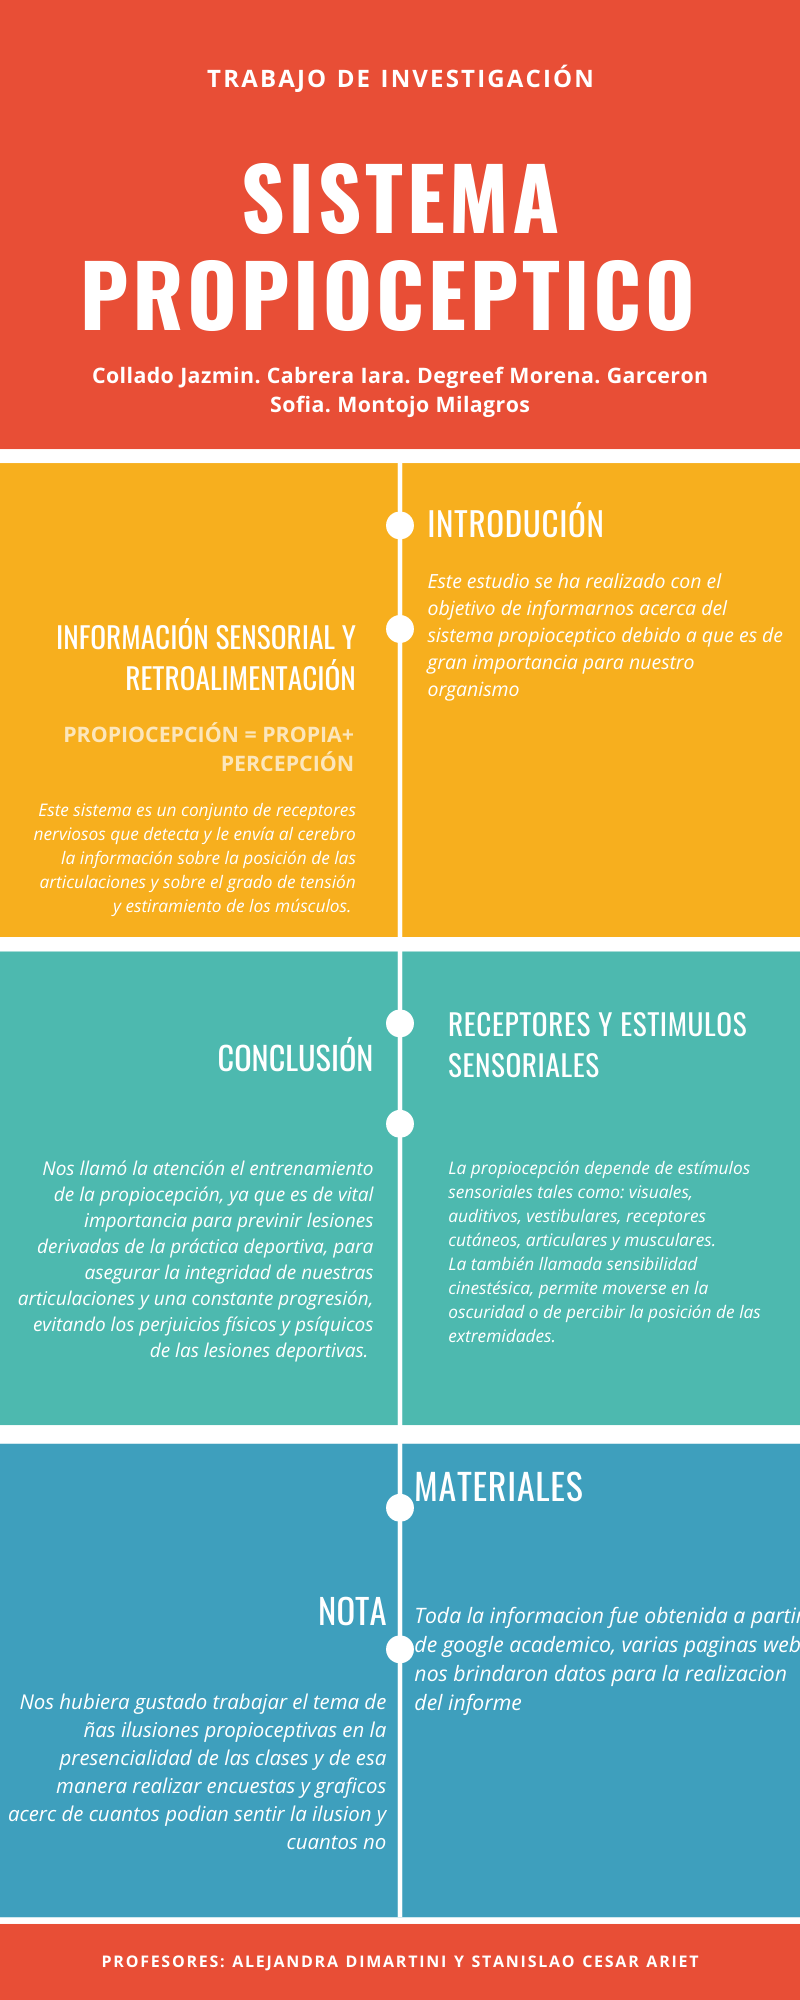 TRABAJO DE INVESTIGACIÓN
SISTEMA
PROPIOCEPTICO
Collado Jazmin. Cabrera Iara. Degreef Morena. Garceron
Sofia. Montojo Milagros
INTRODUCIÓN
Este estudio se ha realizado con el
objetivo de informarnos acerca del
sistema propioceptico debido a que es de
gran importancia para nuestro
organismo
INFORMACIÓN SENSORIAL Y
RETROALIMENTACIÓN
PROPIOCEPCIÓN = PROPIA+
PERCEPCIÓN
Este sistema es un conjunto de receptores
nerviosos que detecta y le envía al cerebro
la información sobre la posición de las
articulaciones y sobre el grado de tensión
y estiramiento de los músculos.
RECEPTORES Y ESTIMULOS
SENSORIALES
La propiocepción depende de estímulos
sensoriales tales como: visuales,
auditivos, vestibulares, receptores
cutáneos, articulares y musculares.
La también llamada sensibilidad
cinestésica, permite moverse en la
oscuridad o de percibir la posición de las
extremidades.
CONCLUSIÓN
Nos llamó la atención el entrenamiento
de la propiocepción, ya que es de vital
importancia para previnir lesiones
derivadas de la práctica deportiva, para
asegurar la integridad de nuestras
articulaciones y una constante progresión,
evitando los perjuicios físicos y psíquicos
de las lesiones deportivas.
MATERIALES
Toda la informacion fue obtenida a partir
de google academico, varias paginas web
nos brindaron datos para la realizacion
del informe
NOTA
Nos hubiera gustado trabajar el tema de
ñas ilusiones propioceptivas en la
presencialidad de las clases y de esa
manera realizar encuestas y graficos
acerc de cuantos podian sentir la ilusion y
cuantos no
PROFESORES: ALEJANDRA DIMARTINI Y STANISLAO CESAR ARIET